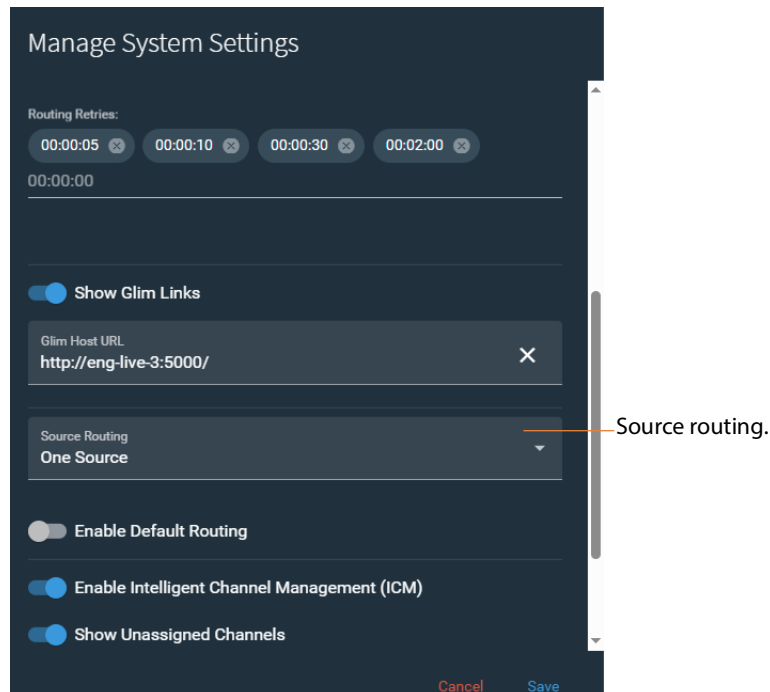 Manage System Settings
Routing Retries:
00:00:05 00:00:10 00:00:30 00:02:00
00:00:00
Show Glim Links
Glim Host URL
http://eng-live-3:5000/
Source Routing
One Source
Source routing.
Enable Default Routing
Enable Intelligent Channel Management (ICM)
Show Unassigned Channels
Cancel Save